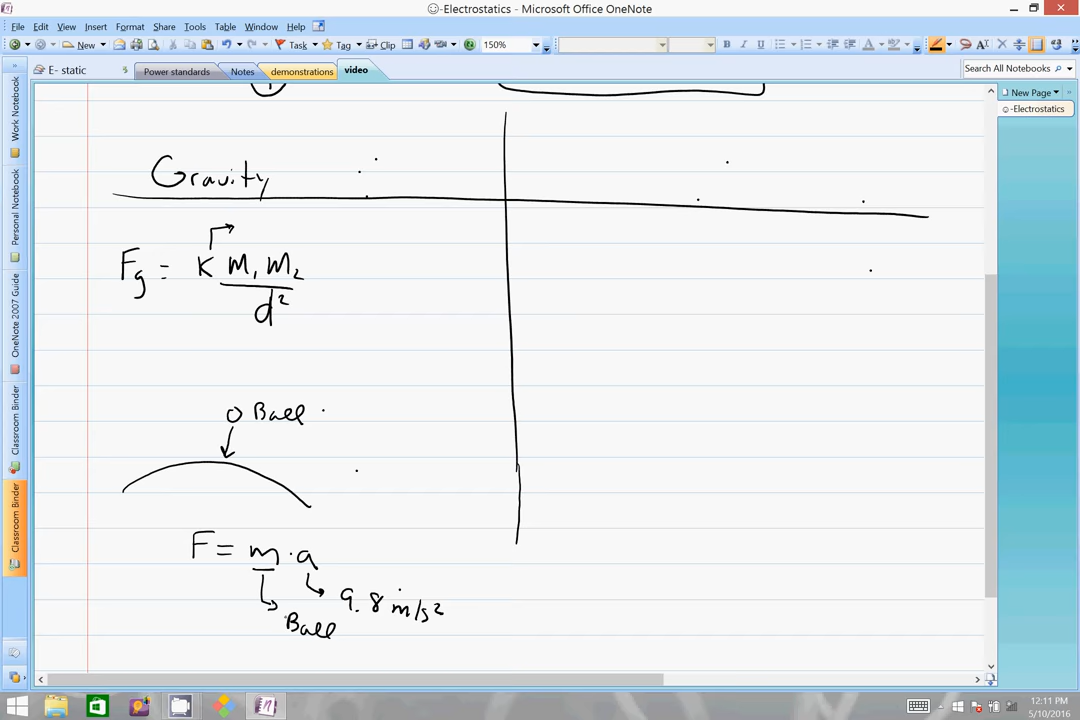 -Electrostatics - Microsoft OneNote
File Edit View Insert Format Share Tools Table Window Help
New Task Tag Clip 150% B I U
E- static Power standards Notes demonstrations video Search All Notebooks
New Page
-Electrostatics
Work Notebook
Personal Notebook
OneNote 2007 Guide
Classroom Binder
Classroom Binder
Gravity
Fg = K m₁ m₂
d²
Ball
F = m · a
9.8 m/s²
Ball
12:11 PM
5/10/2016